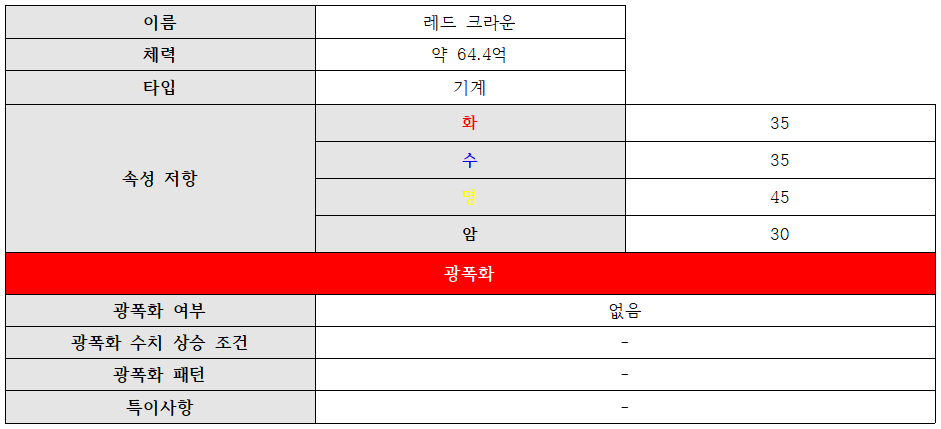 이름 레드 크라운
체력 약 64.4억
타입 기계
속성 저항
화 35
수 35
명 45
암 30
광폭화
광폭화 여부 없음
광폭화 수치 상승 조건 -
광폭화 패턴 -
특이사항 -